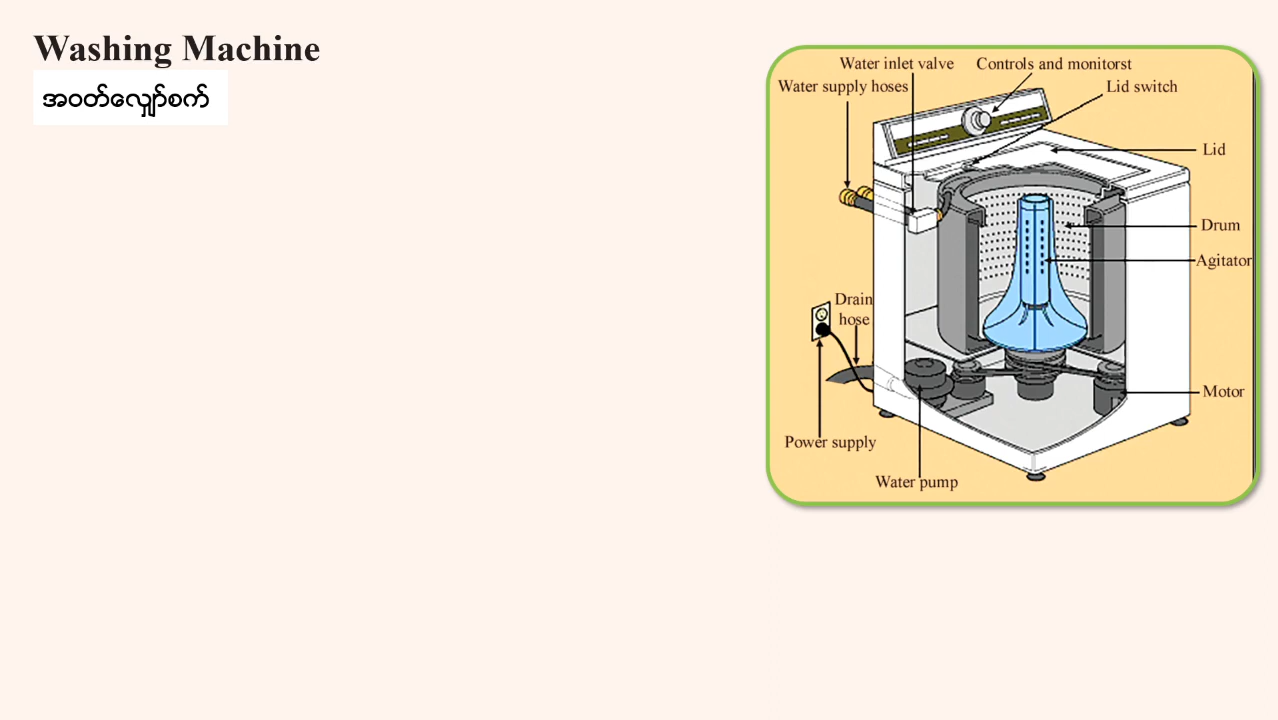 Washing Machine
အဝတ်လျှော်စက်
Water inlet valve
Controls and monitorst
Water supply hoses
Lid switch
Lid
Drum
Agitator
Drain
hose
Motor
Power supply
Water pump